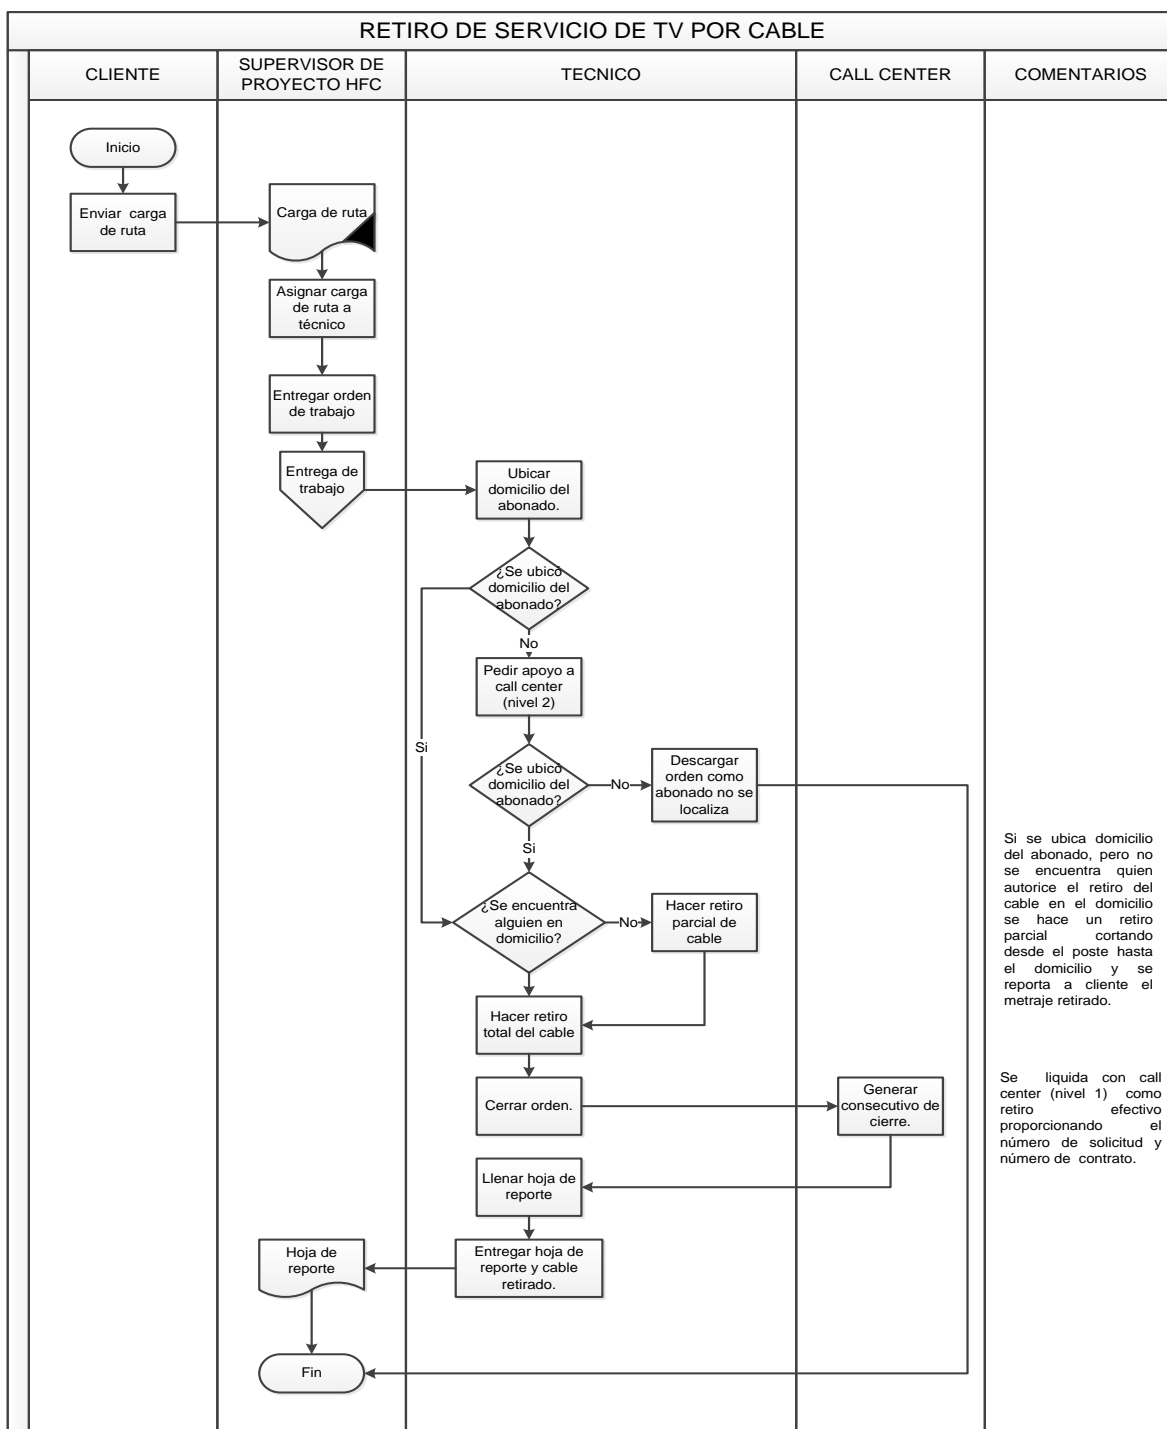 RETIRO DE SERVICIO DE TV POR CABLE
CLIENTE
SUPERVISOR DE
PROYECTO HFC
TECNICO
CALL CENTER
COMENTARIOS
Inicio
Enviar carga
de ruta
Carga de ruta
Asignar carga
de ruta a
técnico
Entregar orden
de trabajo
Entrega de
trabajo
Ubicar
domicilio del
abonado.
¿Se ubicó
domicilio del
abonado?
No
Pedir apoyo a
call center
(nivel 2)
Si
¿Se ubicó
domicilio del
abonado?
No
Descargar
orden como
abonado no se
localiza
Si
¿Se encuentra
alguien en
domicilio?
No
Hacer retiro
parcial de
cable
Si se ubica domicilio
del abonado, pero no
se encuentra quien
autorice el retiro del
cable en el domicilio
se hace un retiro
parcial cortando
desde el poste hasta
el domicilio y se
reporta a cliente el
metraje retirado.
Hacer retiro
total del cable
Cerrar orden.
Generar
consecutivo de
cierre.
Se liquida con call
center (nivel 1) como
retiro efectivo
proporcionando el
número de solicitud y
número de contrato.
Llenar hoja de
reporte
Entregar hoja de
reporte y cable
retirado.
Hoja de
reporte
Fin